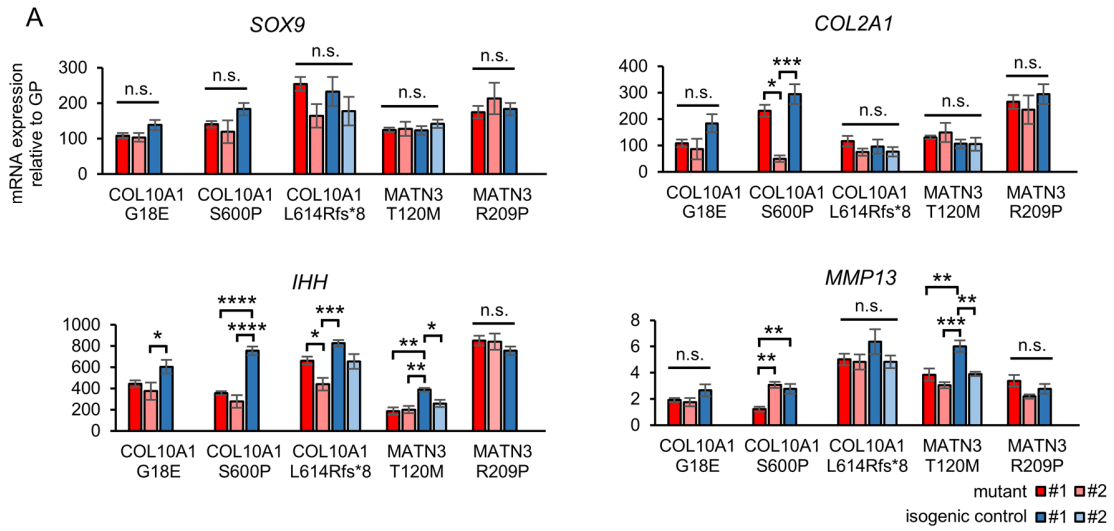 A
SOX9
mRNA expression
relative to GP
300
200
100
0
n.s.
n.s.
n.s.
n.s.
n.s.
COL10A1
G18E
COL10A1
S600P
COL10A1
L614Rfs*8
MATN3
T120M
MATN3
R209P
COL2A1
400
300
200
100
0
n.s.
*
***
n.s.
n.s.
n.s.
COL10A1
G18E
COL10A1
S600P
COL10A1
L614Rfs*8
MATN3
T120M
MATN3
R209P
IHH
1000
800
600
400
200
0
*
****
****
*
***
**
**
*
n.s.
COL10A1
G18E
COL10A1
S600P
COL10A1
L614Rfs*8
MATN3
T120M
MATN3
R209P
MMP13
8
6
4
2
0
n.s.
**
**
n.s.
**
***
**
n.s.
COL10A1
G18E
COL10A1
S600P
COL10A1
L614Rfs*8
MATN3
T120M
MATN3
R209P
mutant #1 #2
isogenic control #1 #2